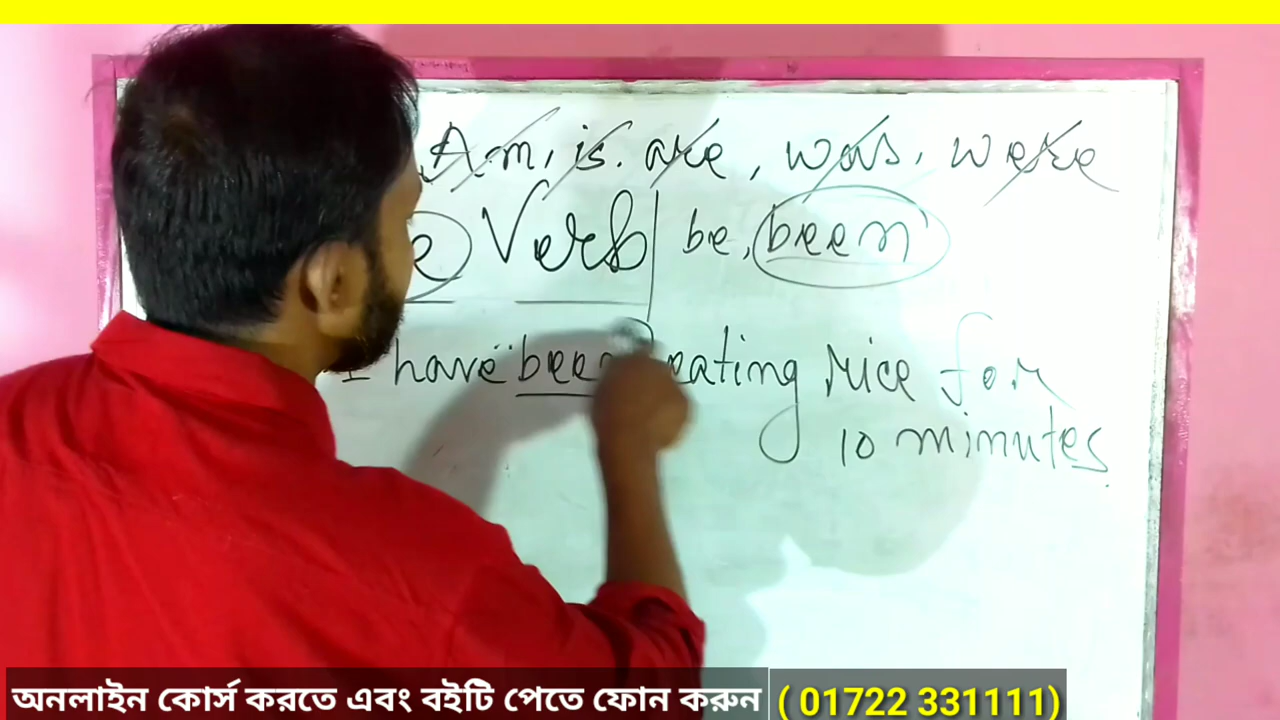 Am, is. are, was, were
Verb be, been
I have been eating rice for
10 minutes.
অনলাইন কোর্স করতে এবং বইটি পেতে ফোন করুন ( 01722 331111)